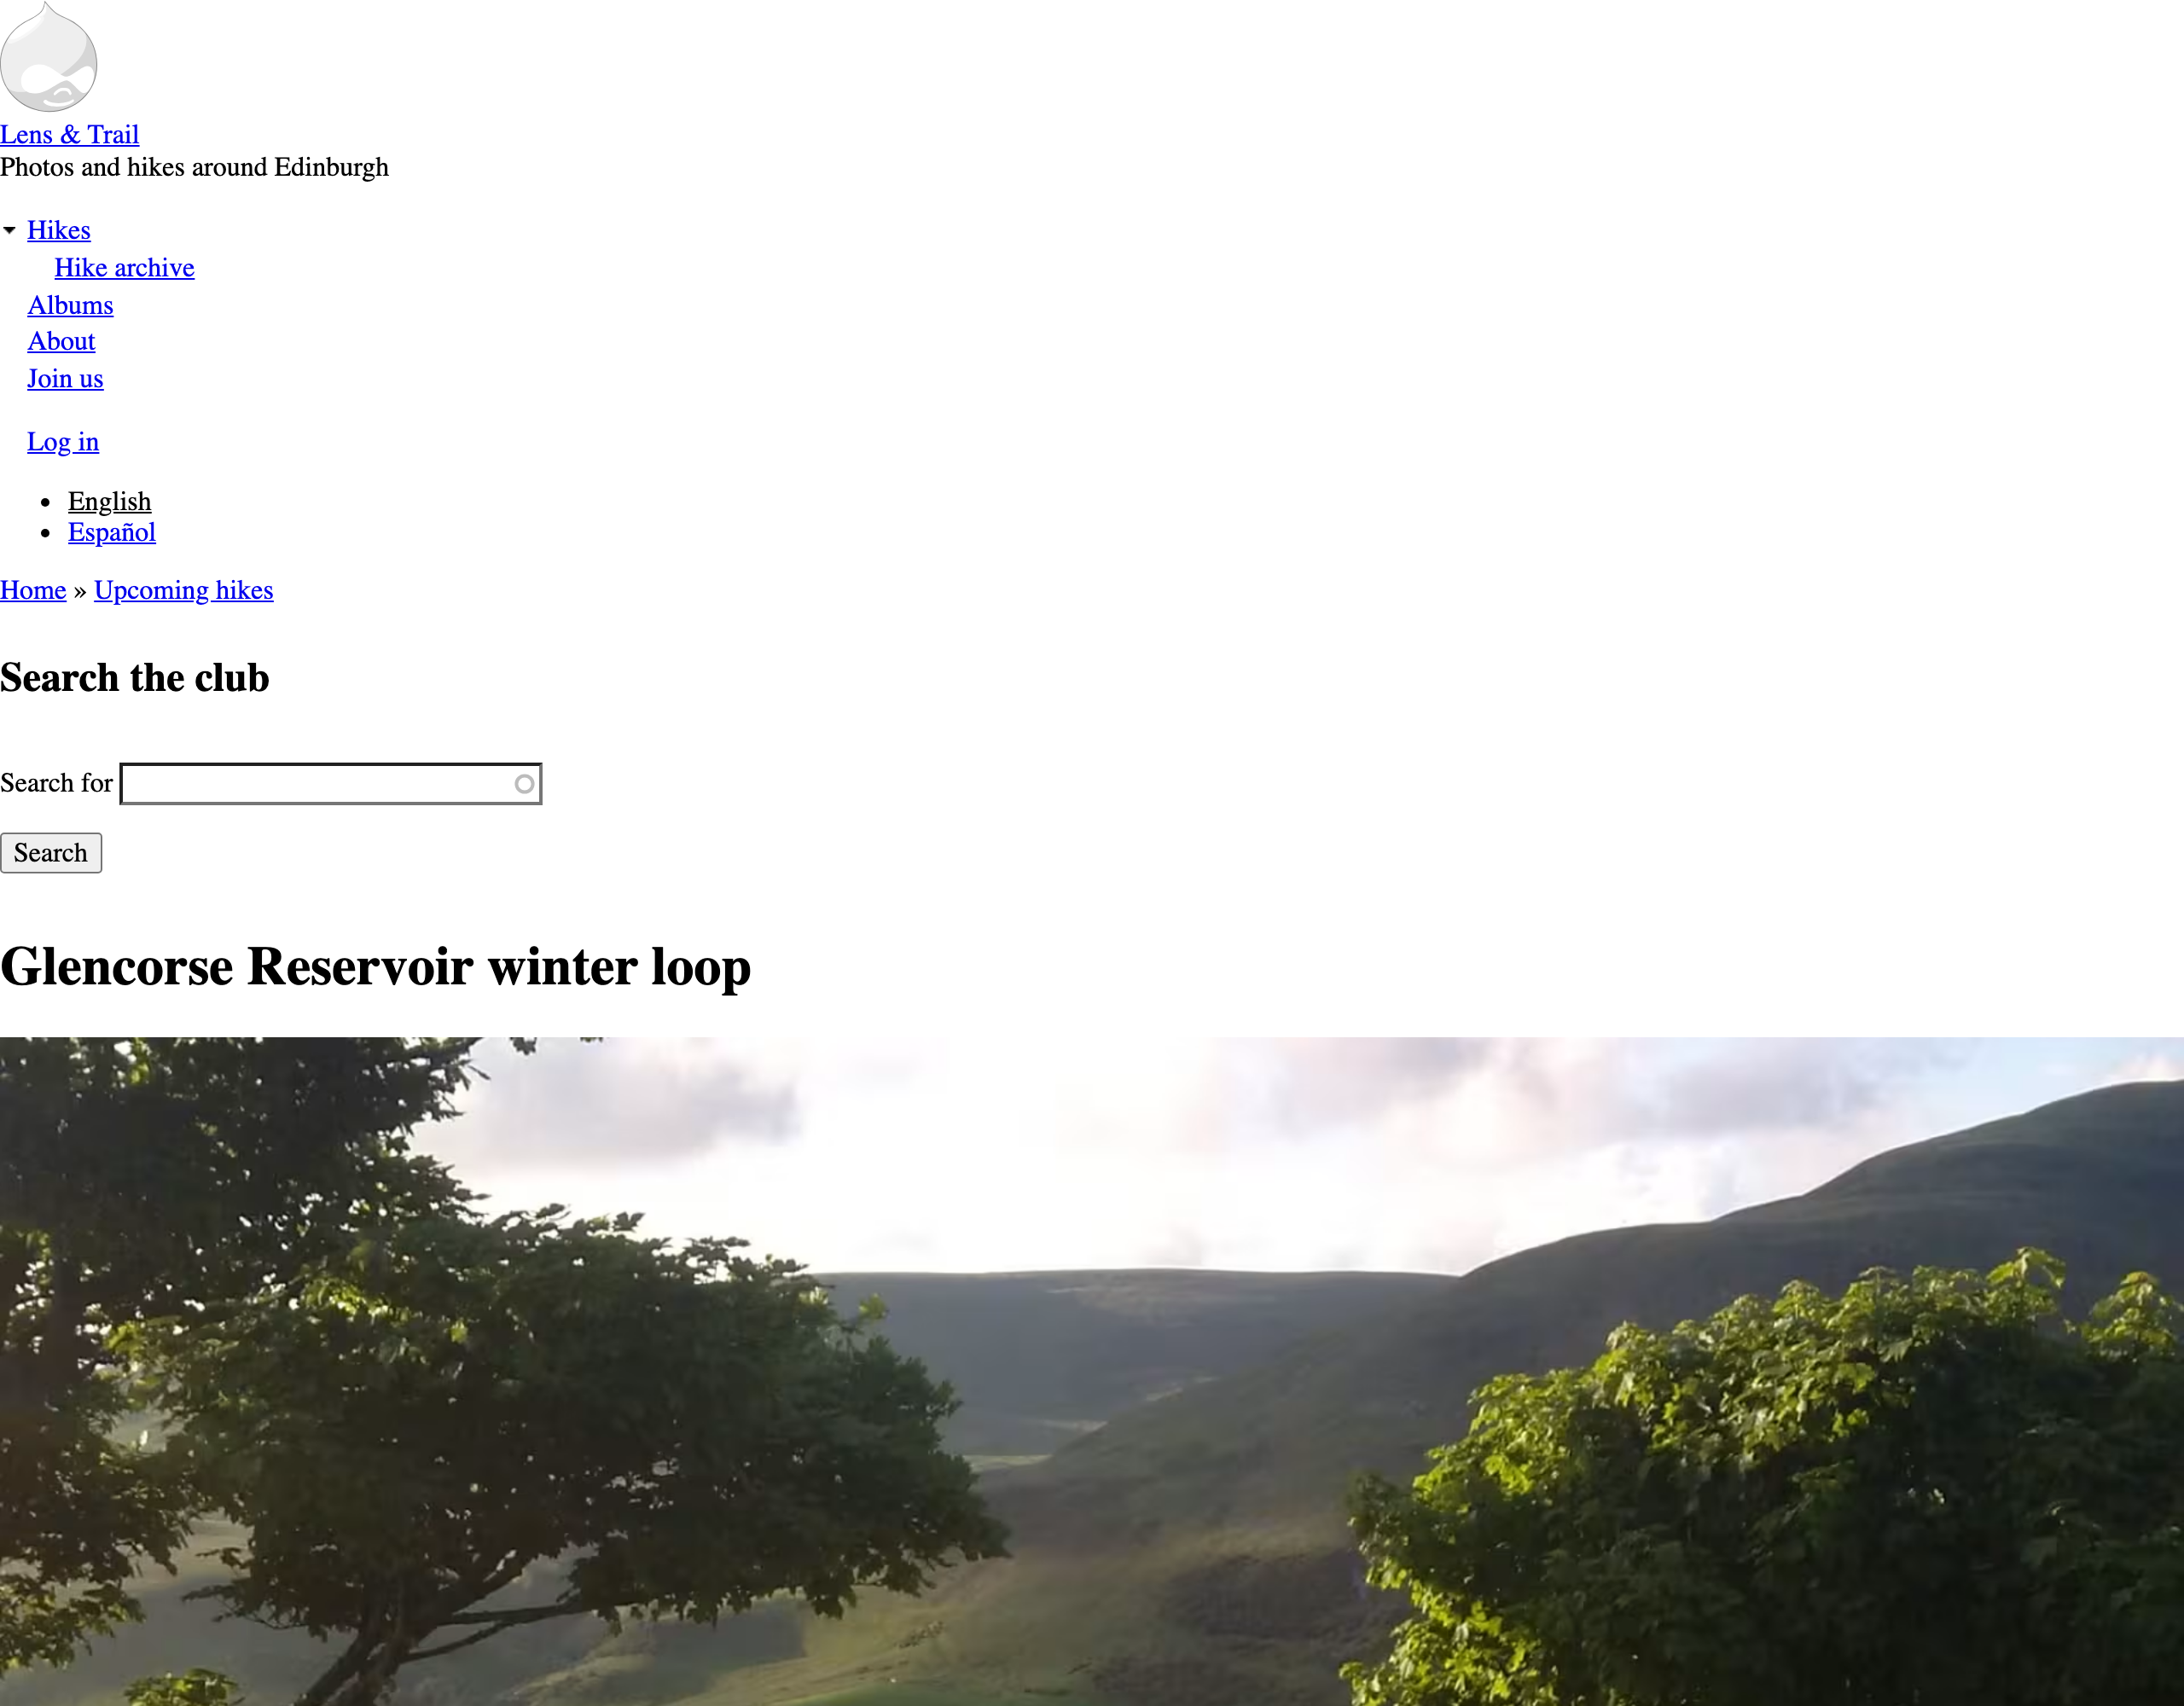 Lens & Trail
Photos and hikes around Edinburgh
Hikes
Hike archive
Albums
About
Join us
Log in
English
Español
Home » Upcoming hikes
Search the club
Search for
Search
Glencorse Reservoir winter loop